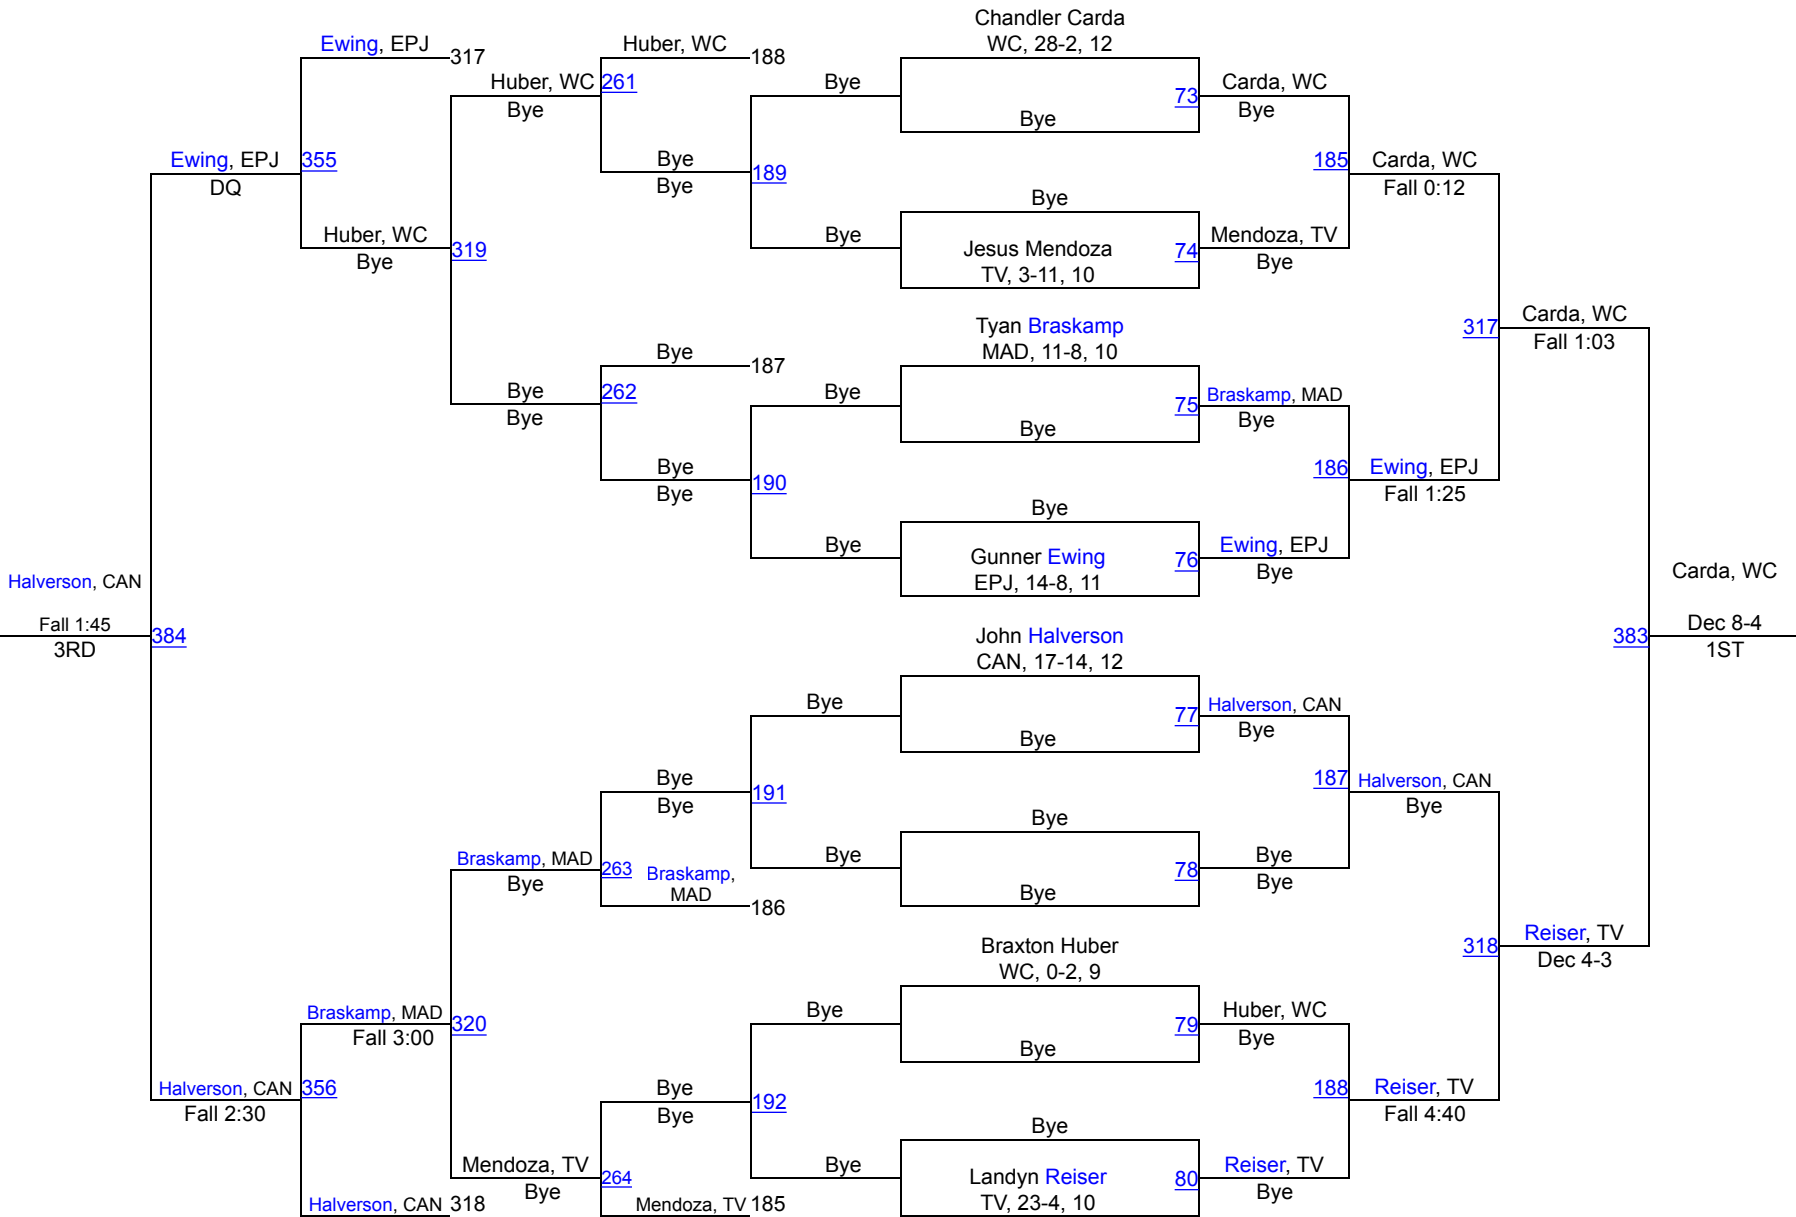 Chandler Carda
WC, 28-2, 12
Ewing, EPJ
317
Huber, WC
188
Huber, WC
261
Bye
Bye
73
Bye
Carda, WC
Bye
Ewing, EPJ
355
DQ
Bye
Bye
189
185
Carda, WC
Fall 0:12
Huber, WC
Bye
319
Bye
Bye
Jesus Mendoza
TV, 3-11, 10
74
Mendoza, TV
Bye
Tyan Braskamp
MAD, 11-8, 10
317
Carda, WC
Fall 1:03
Bye
187
Bye
Bye
262
Bye
75
Bye
Braskamp, MAD
Bye
Bye
Bye
190
186
Ewing, EPJ
Fall 1:25
Bye
Bye
Gunner Ewing
EPJ, 14-8, 11
76
Ewing, EPJ
Bye
Halverson, CAN
Fall 1:45
3RD
384
Carda, WC
383
Dec 8-4
1ST
John Halverson
CAN, 17-14, 12
Bye
77
Bye
Halverson, CAN
Bye
Bye
Bye
191
187
Halverson, CAN
Bye
Braskamp, MAD
Bye
263
Braskamp,
MAD
186
Bye
Bye
Bye
78
Bye
Bye
Braxton Huber
WC, 0-2, 9
318
Reiser, TV
Dec 4-3
Braskamp, MAD
Fall 3:00
320
Bye
79
Bye
Huber, WC
Bye
Halverson, CAN
Fall 2:30
356
Bye
Bye
192
188
Reiser, TV
Fall 4:40
Mendoza, TV
Bye
264
Bye
Bye
Landyn Reiser
TV, 23-4, 10
80
Reiser, TV
Bye
Halverson, CAN
318
Mendoza, TV
185